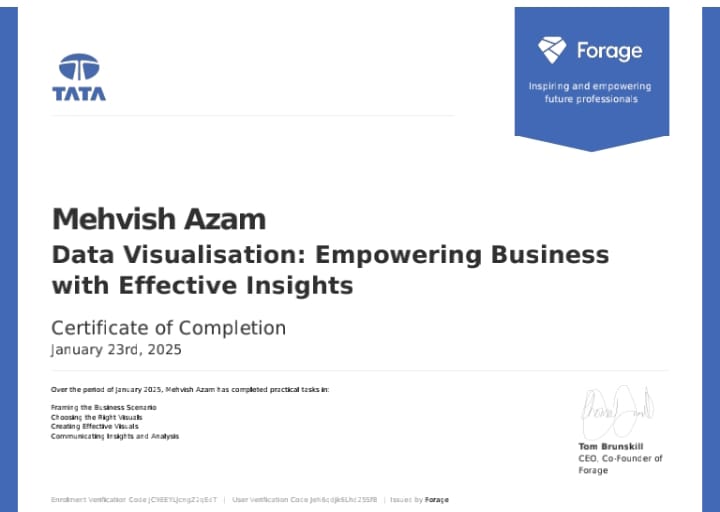 TATA
Forage
Inspiring and empowering
future professionals
Mehvish Azam
Data Visualisation: Empowering Business
with Effective Insights
Certificate of Completion
January 23rd, 2025
Over the period of January 2025, Mehvish Azam has completed practical tasks in:
Framing the Business Scenario
Choosing the Right Visuals
Creating Effective Visuals
Communicating Insights and Analysis
Tom Brunskill
CEO, Co-Founder of
Forage
Enrolment Verification Code | User Verification Code | Issued by Forage